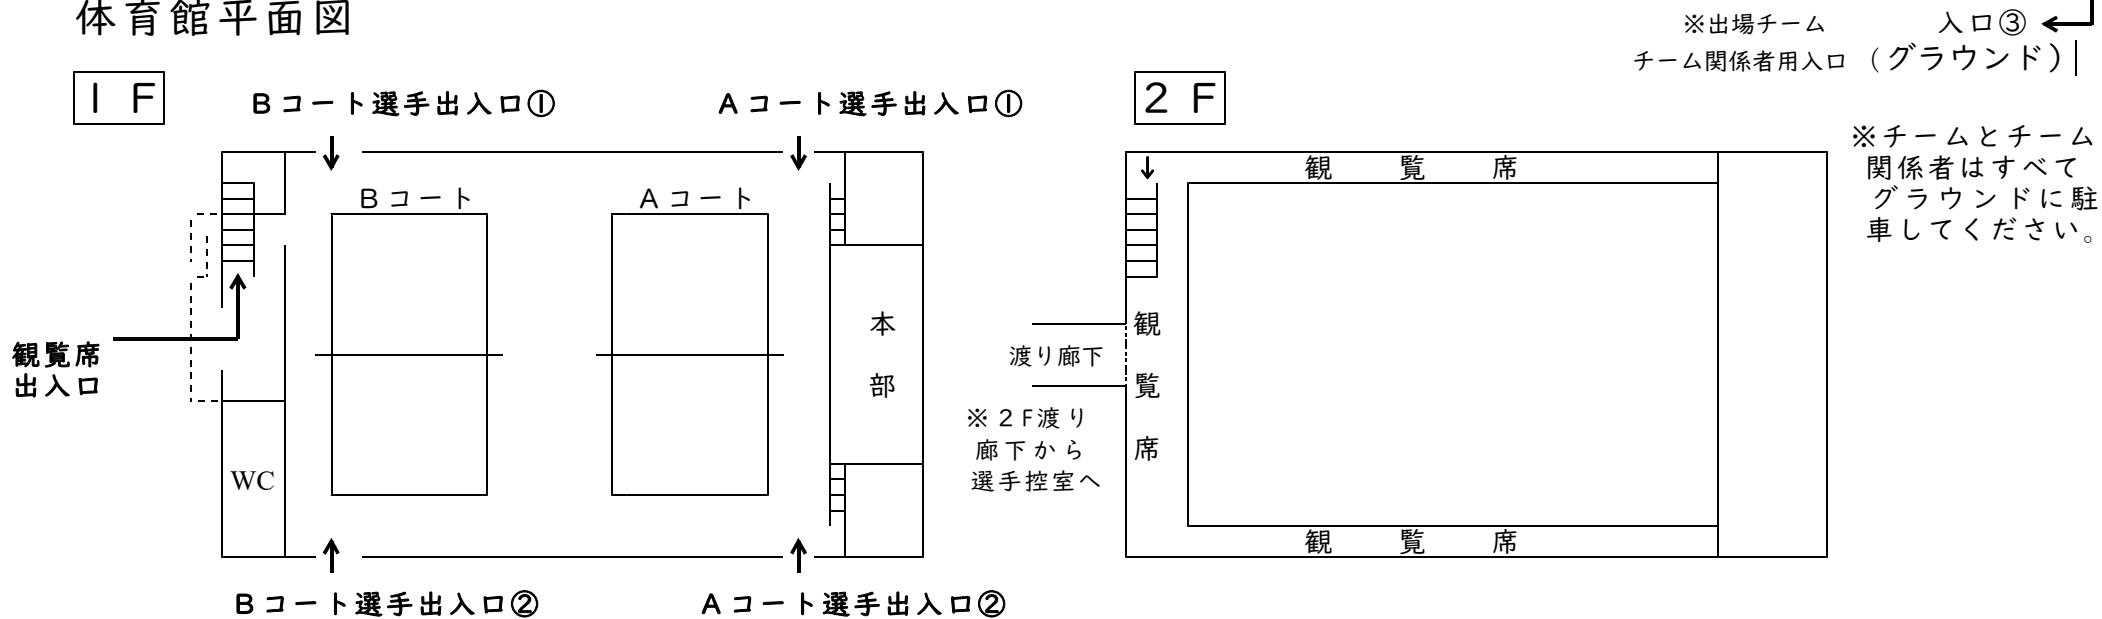 体育館平面図
※出場チーム　入口③
チーム関係者用入口（グラウンド）
１Ｆ
Ｂコート選手出入口①
Ａコート選手出入口①
Ｂコート
Ａコート
観覧席
出入口
本部
WC
Ｂコート選手出入口②
Ａコート選手出入口②
２Ｆ
観覧席
観覧席
渡り廊下
※２F渡り
廊下から
選手控室へ
観覧席
※チームとチーム
関係者はすべて
グラウンドに駐
車してください。